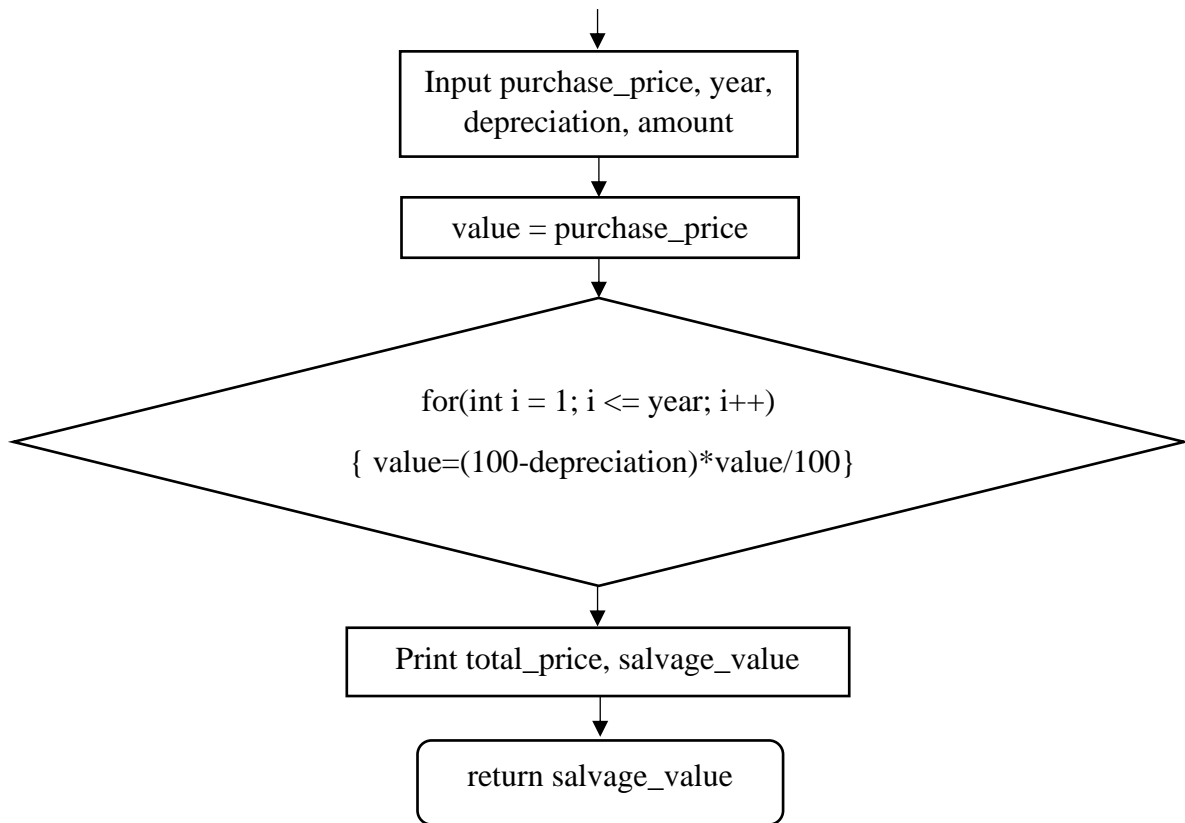 Input purchase_price, year,
depreciation, amount
value = purchase_price
for(int i = 1; i <= year; i++)
{ value=(100-depreciation)*value/100}
Print total_price, salvage_value
return salvage_value